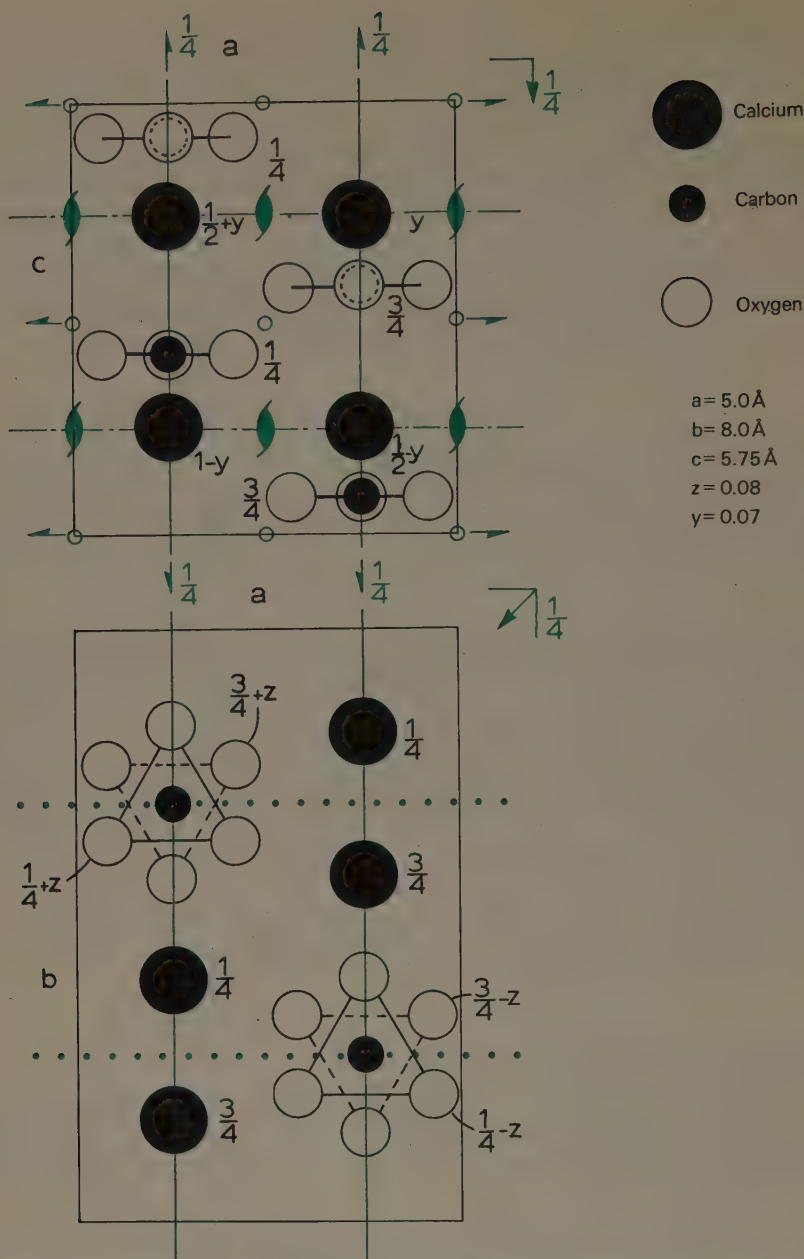 1/4
1/4
a
1/4
Calcium
1/4
Carbon
1/2+y
y
c
3/4
Oxygen
1/4
a=5.0Å
b=8.0Å
c=5.75Å
z=0.08
y=0.07
1-y
1/2-y
3/4
1/4
1/4
a
1/4
3/4+z
1/4
3/4
1/4+z
b
1/4
3/4-z
3/4
1/4-z